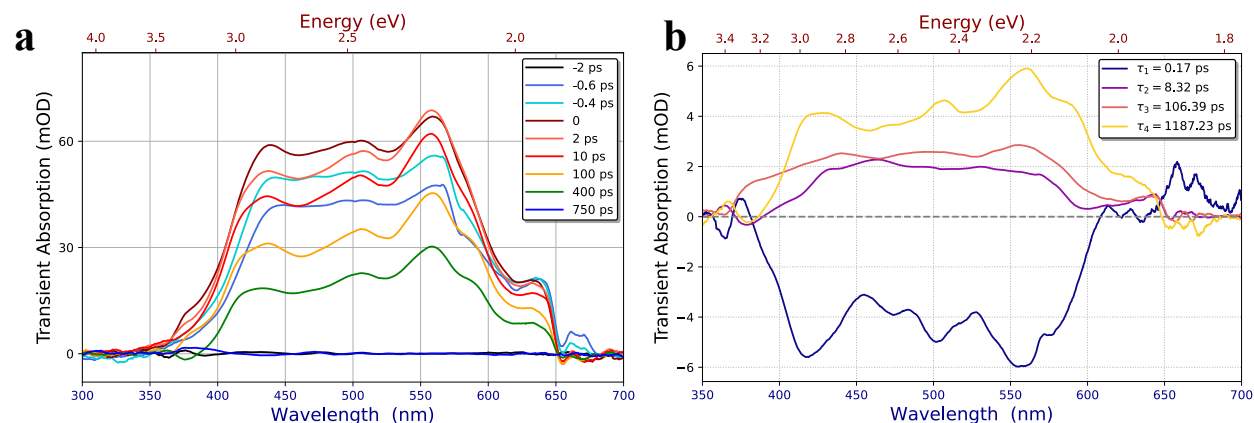 a
Energy (eV)
4.0 3.5 3.0 2.5 2.0
Transient Absorption (mOD)
60
30
0
-2 ps
-0.6 ps
-0.4 ps
0
2 ps
10 ps
100 ps
400 ps
750 ps
300 350 400 450 500 550 600 650 700
Wavelength (nm)
b
Energy (eV)
3.4 3.2 3.0 2.8 2.6 2.4 2.2 2.0 1.8
Transient Absorption (mOD)
6
4
2
0
−2
−4
−6
τ₁ = 0.17 ps
τ₂ = 8.32 ps
τ₃ = 106.39 ps
τ₄ = 1187.23 ps
350 400 450 500 550 600 650 700
Wavelength (nm)